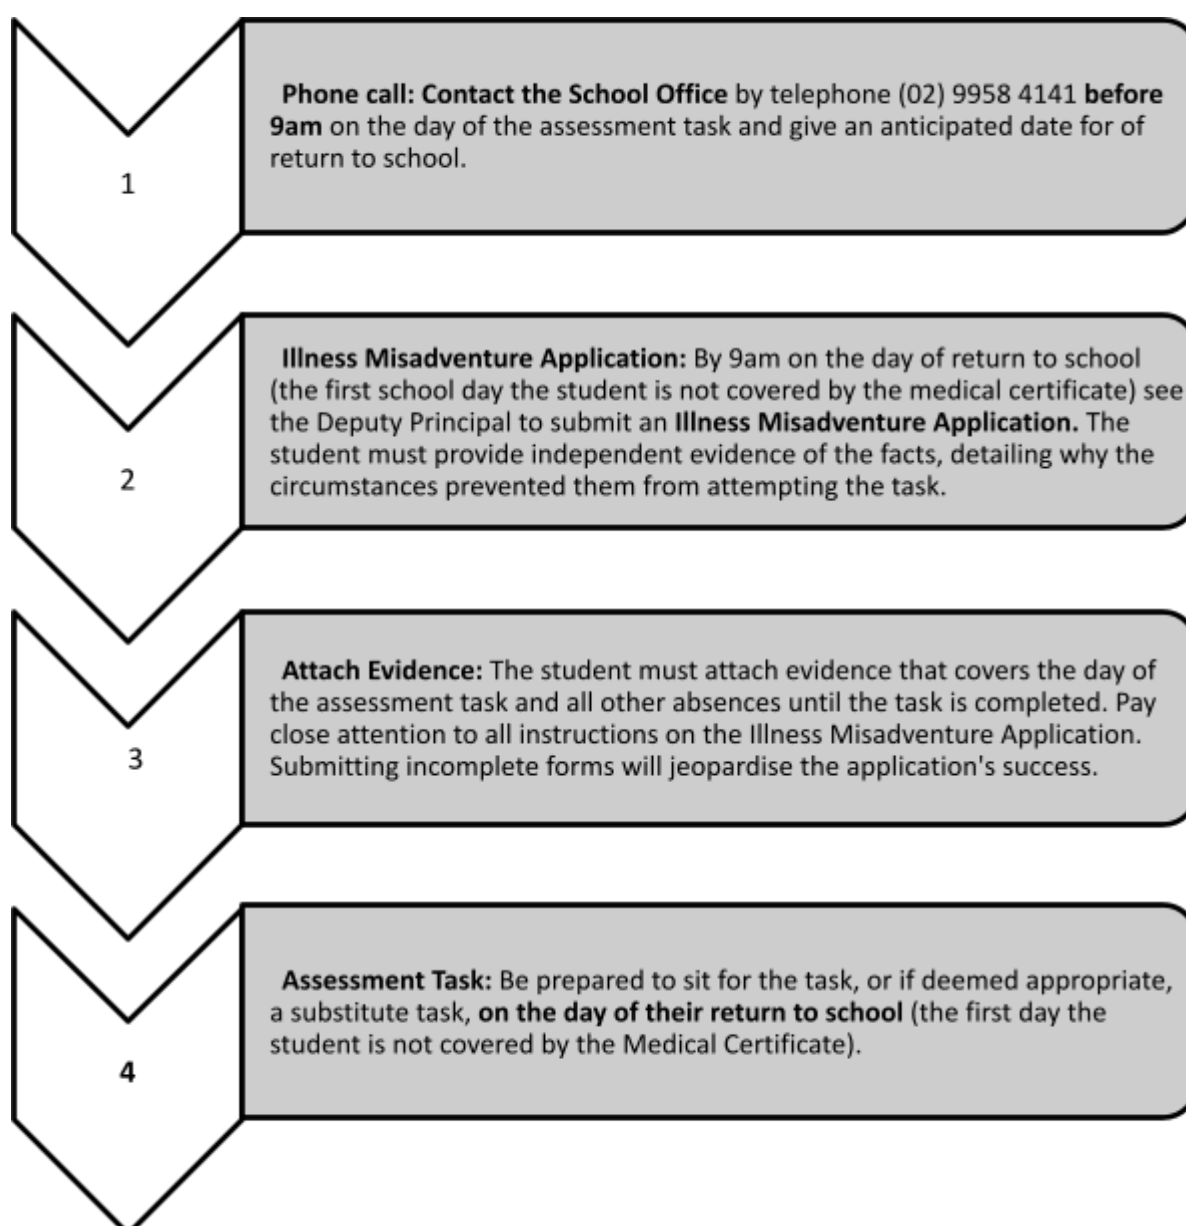 Phone call: Contact the School Office by telephone (02) 9958 4141 before
9am on the day of the assessment task and give an anticipated date for of
return to school.
1
Illness Misadventure Application: By 9am on the day of return to school
(the first school day the student is not covered by the medical certificate) see
the Deputy Principal to submit an Illness Misadventure Application. The
student must provide independent evidence of the facts, detailing why the
circumstances prevented them from attempting the task.
2
Attach Evidence: The student must attach evidence that covers the day of
the assessment task and all other absences until the task is completed. Pay
close attention to all instructions on the Illness Misadventure Application.
Submitting incomplete forms will jeopardise the application's success.
3
Assessment Task: Be prepared to sit for the task, or if deemed appropriate,
a substitute task, on the day of their return to school (the first day the
student is not covered by the Medical Certificate).
4